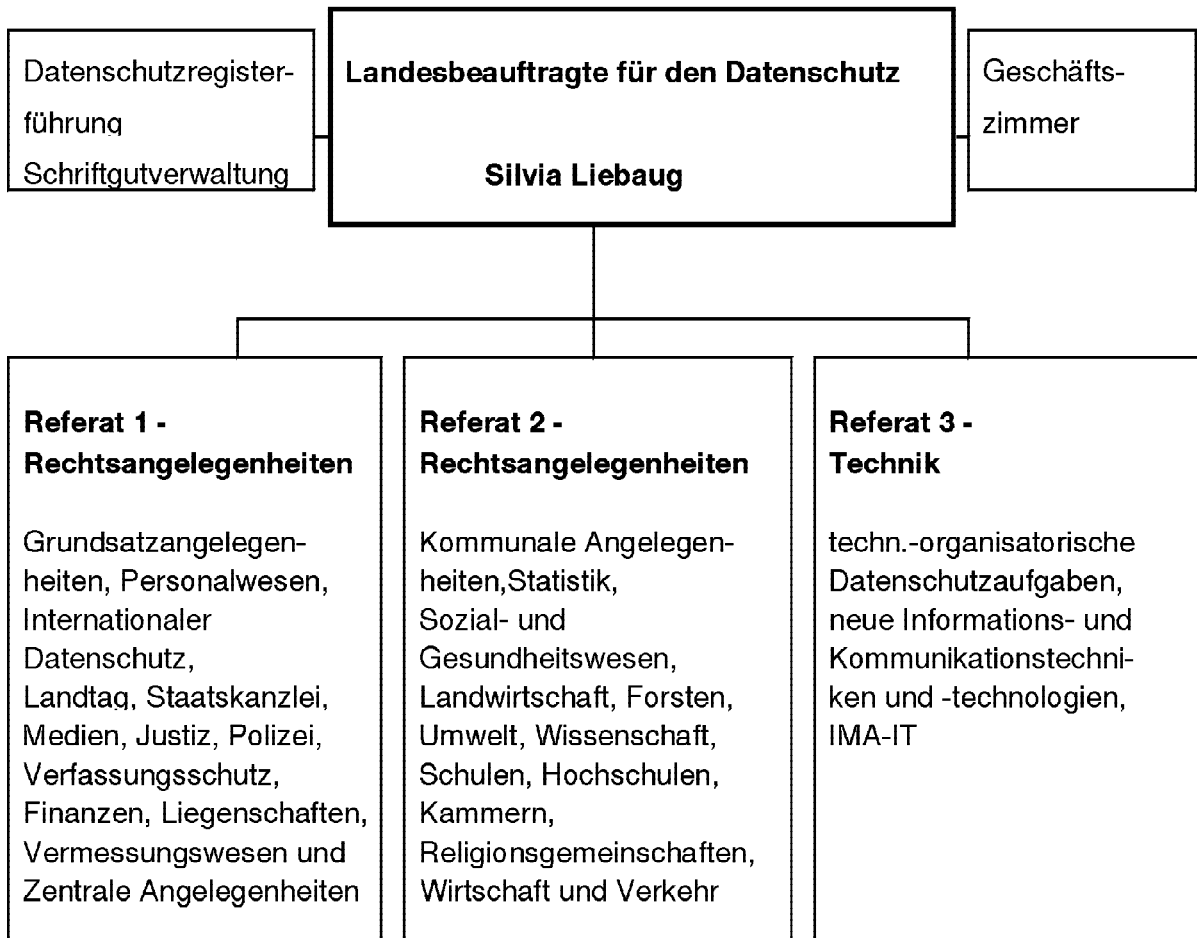 Datenschutzregister-
führung
Schriftgutverwaltung
Landesbeauftragte für den Datenschutz
Silvia Liebaug
Geschäfts-
zimmer
Referat 1 -
Rechtsangelegenheiten
Grundsatzangelegen-
heiten, Personalwesen,
Internationaler
Datenschutz,
Landtag, Staatskanzlei,
Medien, Justiz, Polizei,
Verfassungsschutz,
Finanzen, Liegenschaften,
Vermessungswesen und
Zentrale Angelegenheiten
Referat 2 -
Rechtsangelegenheiten
Kommunale Angelegen-
heiten,Statistik,
Sozial- und
Gesundheitswesen,
Landwirtschaft, Forsten,
Umwelt, Wissenschaft,
Schulen, Hochschulen,
Kammern,
Religionsgemeinschaften,
Wirtschaft und Verkehr
Referat 3 -
Technik
techn.-organisatorische
Datenschutzaufgaben,
neue Informations- und
Kommunikationstechni-
ken und -technologien,
IMA-IT